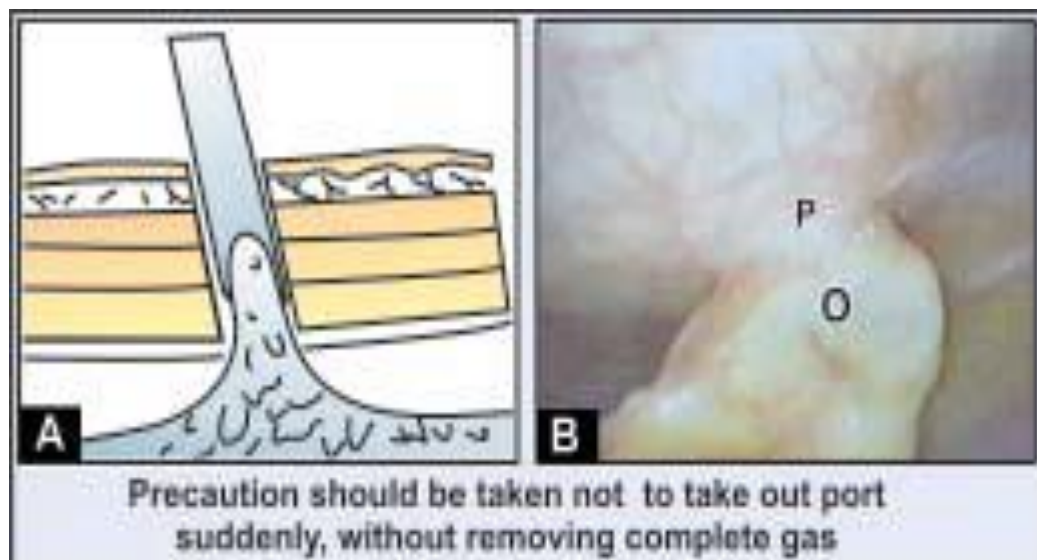 P
O
A
B
Precaution should be taken not to take out port
suddenly, without removing complete gas